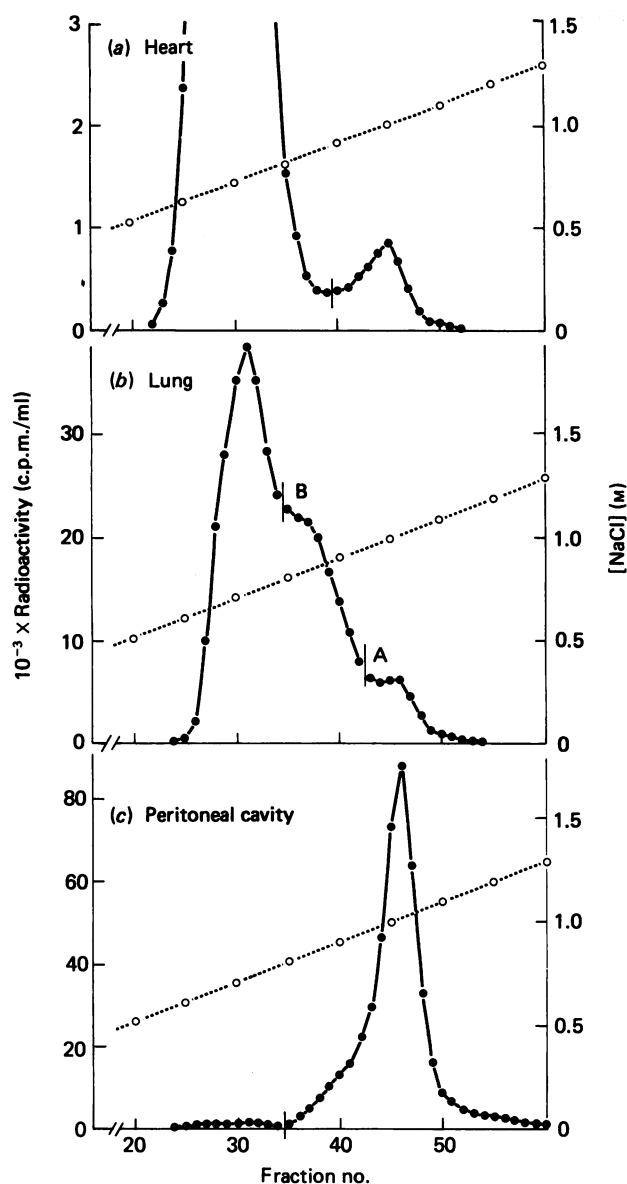 3
1.5
(a) Heart
2
1.0
1
0.5
0
0
(b) Lung
30
1.5
B
20
1.0
10
A
0.5
0
0
10⁻³ X Radioactivity (c.p.m./ml)
[NaCl] (M)
80
(c) Peritoneal cavity
1.5
60
1.0
40
0.5
20
0
0
20 30 40 50
Fraction no.